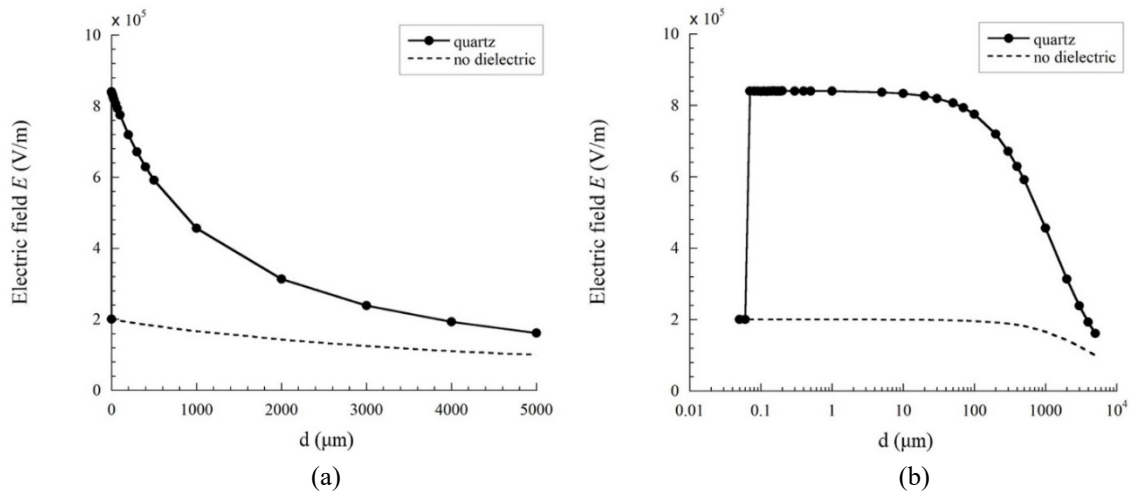 x 10⁵
10
8
6
4
2
0
Electric field E (V/m)
quartz
no dielectric
0 1000 2000 3000 4000 5000
d (μm)
(a)
x 10⁵
10
8
6
4
2
0
Electric field E (V/m)
quartz
no dielectric
0.01 0.1 1 10 100 1000 10⁴
d (μm)
(b)